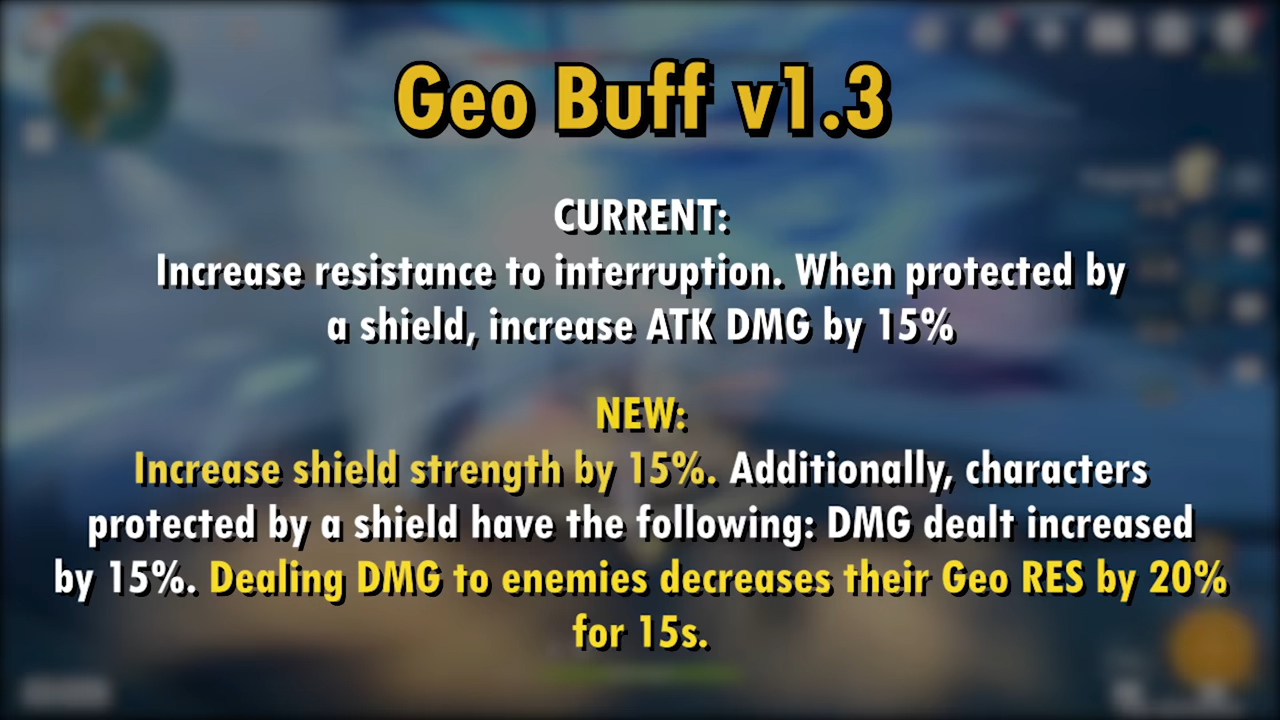 Geo Buff v1.3
CURRENT:
Increase resistance to interruption. When protected by
a shield, increase ATK DMG by 15%
NEW:
Increase shield strength by 15%. Additionally, characters
protected by a shield have the following: DMG dealt increased
by 15%. Dealing DMG to enemies decreases their Geo RES by 20%
for 15s.